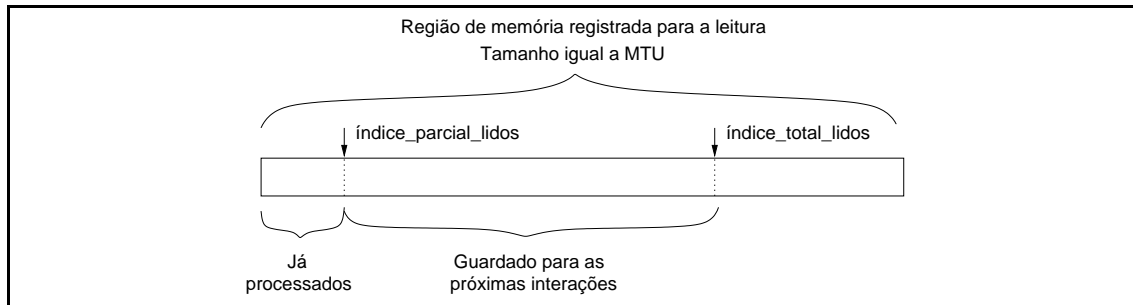 Região de memória registrada para a leitura
Tamanho igual a MTU
índice_parcial_lidos
índice_total_lidos
Já
processados
Guardado para as
próximas interações